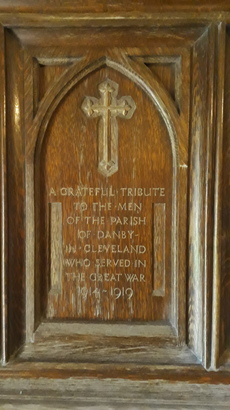 A GRATEFUL TRIBUTE
TO THE MEN
OF THE PARISH
OF DANBY-
IN-CLEVELAND
WHO SERVED IN
THE GREAT WAR
1914-1919